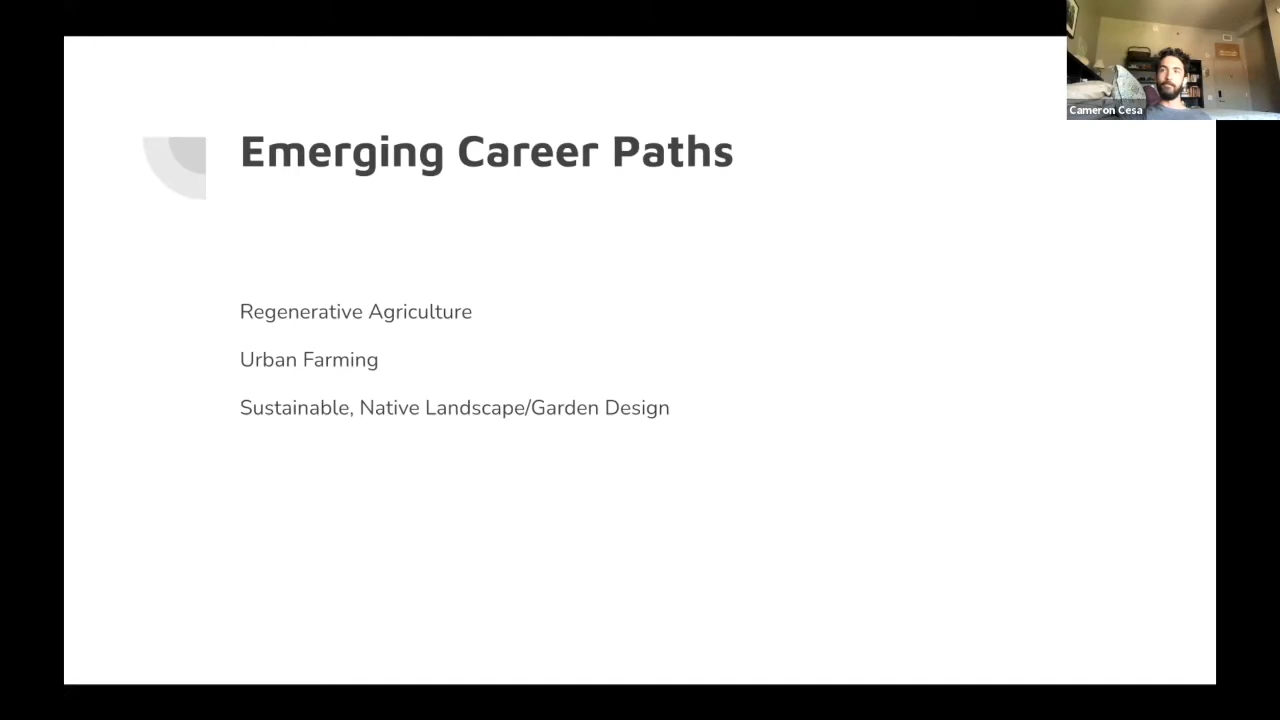 Cameron Cesa
Emerging Career Paths
Regenerative Agriculture
Urban Farming
Sustainable, Native Landscape/Garden Design